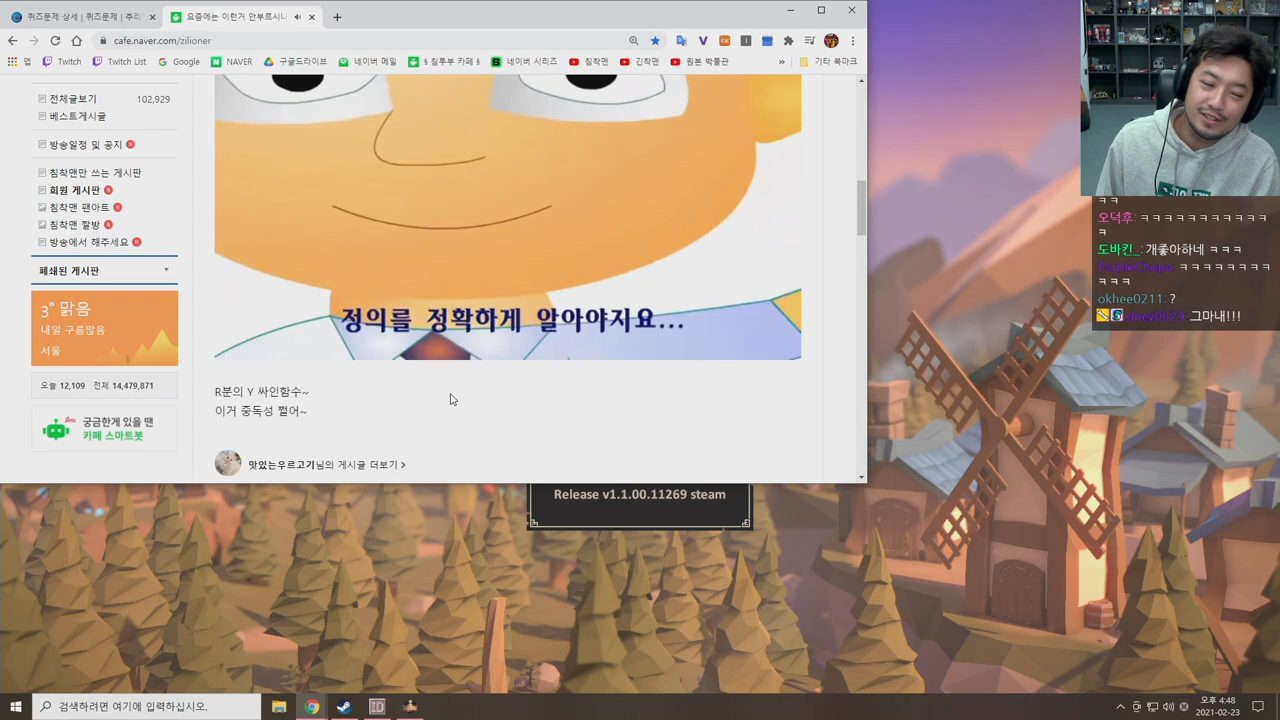 퀴즈문제 상세 | 퀴즈문제 | 추리
요즘에는 이런거 안부르시나
cafe.naver.com/zilioner
앱
Twitch
Twitch List
Google
NAVER
구글드라이브
네이버 메일
§ 침투부 카페 §
네이버 시리즈
침착맨
긴착맨
원본 박물관
»
기타 북마크
전체글보기 102,929
베스트게시글
방송일정 및 공지
침착맨만 쓰는 게시판
회원 게시판
침착맨 팬아트
침착맨 짤방
방송에서 해주세요
폐쇄된 게시판
3° 맑음
내일 구름많음
서울
오늘 12,109 전체 14,479,871
궁금한게 있을 땐
카페 스마트봇
정의를 정확하게 알아야지요...
R분의 Y 싸인함수~
이거 중독성 쩔어~
맛있는우르고기님의 게시글 더보기 >
ㅋㅋ
오덕후: ㅋㅋㅋㅋㅋㅋㅋㅋㅋㅋㅋ
ㅋ
도바킨_: 개좋아하네 ㅋㅋㅋ
ㅋㅋㅋㅋㅋㅋㅋㅋ
ㅋㅋㅋ
okhee0211: ?
그마내!!!
Release v1.1.00.11269 steam
검색하려면 여기에 입력하십시오.
오후 4:48
2021-02-23